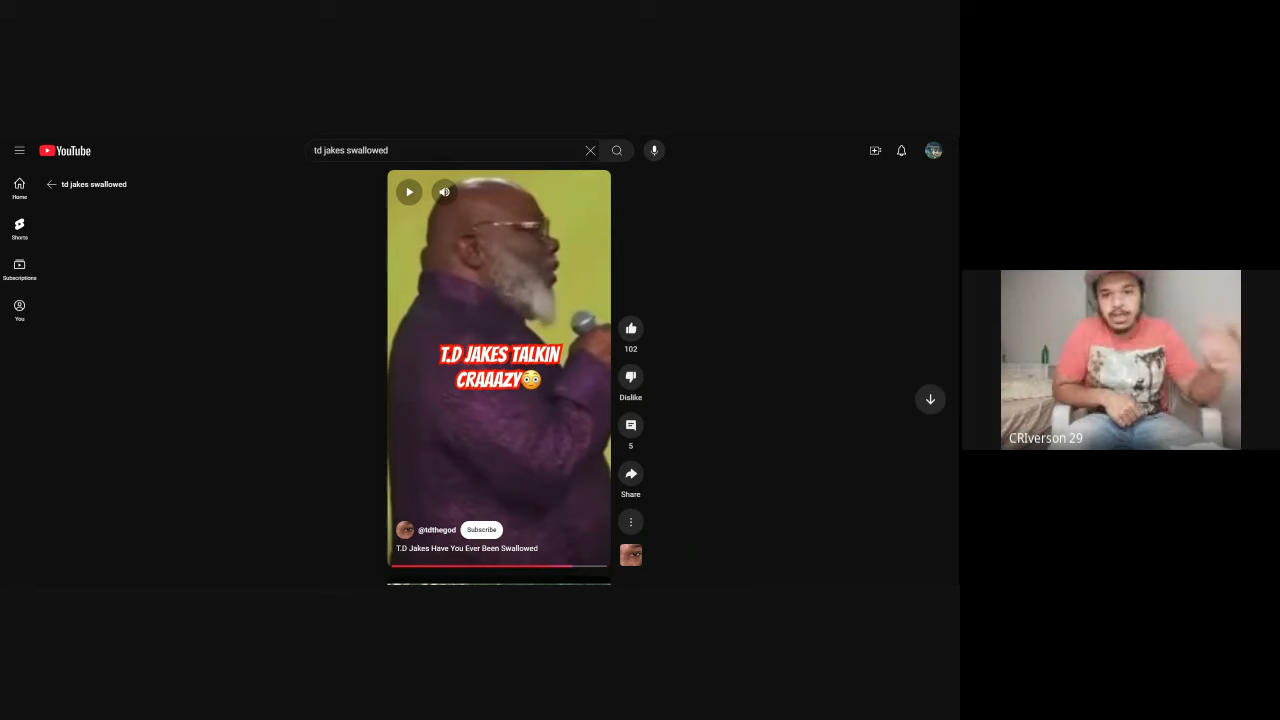 YouTube
td jakes swallowed
Home
td jakes swallowed
Shorts
Subscriptions
You
T.D JAKES TALKIN
CRAAAZY😳
102
Dislike
5
Share
@tdthegod
Subscribe
T.D Jakes Have You Ever Been Swallowed
CRIverson 29